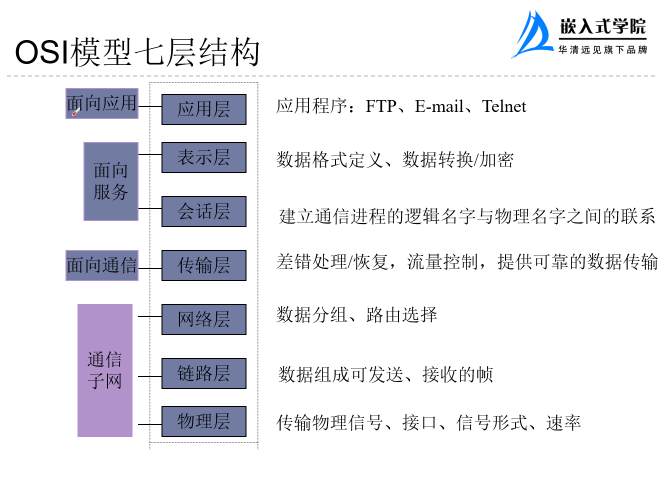 嵌入式学院
华清远见旗下品牌
OSI模型七层结构
面向应用
应用层
应用程序：FTP、E-mail、Telnet
面向
服务
表示层
数据格式定义、数据转换/加密
会话层
建立通信进程的逻辑名字与物理名字之间的联系
面向通信
传输层
差错处理/恢复，流量控制，提供可靠的数据传输
通信
子网
网络层
数据分组、路由选择
链路层
数据组成可发送、接收的帧
物理层
传输物理信号、接口、信号形式、速率